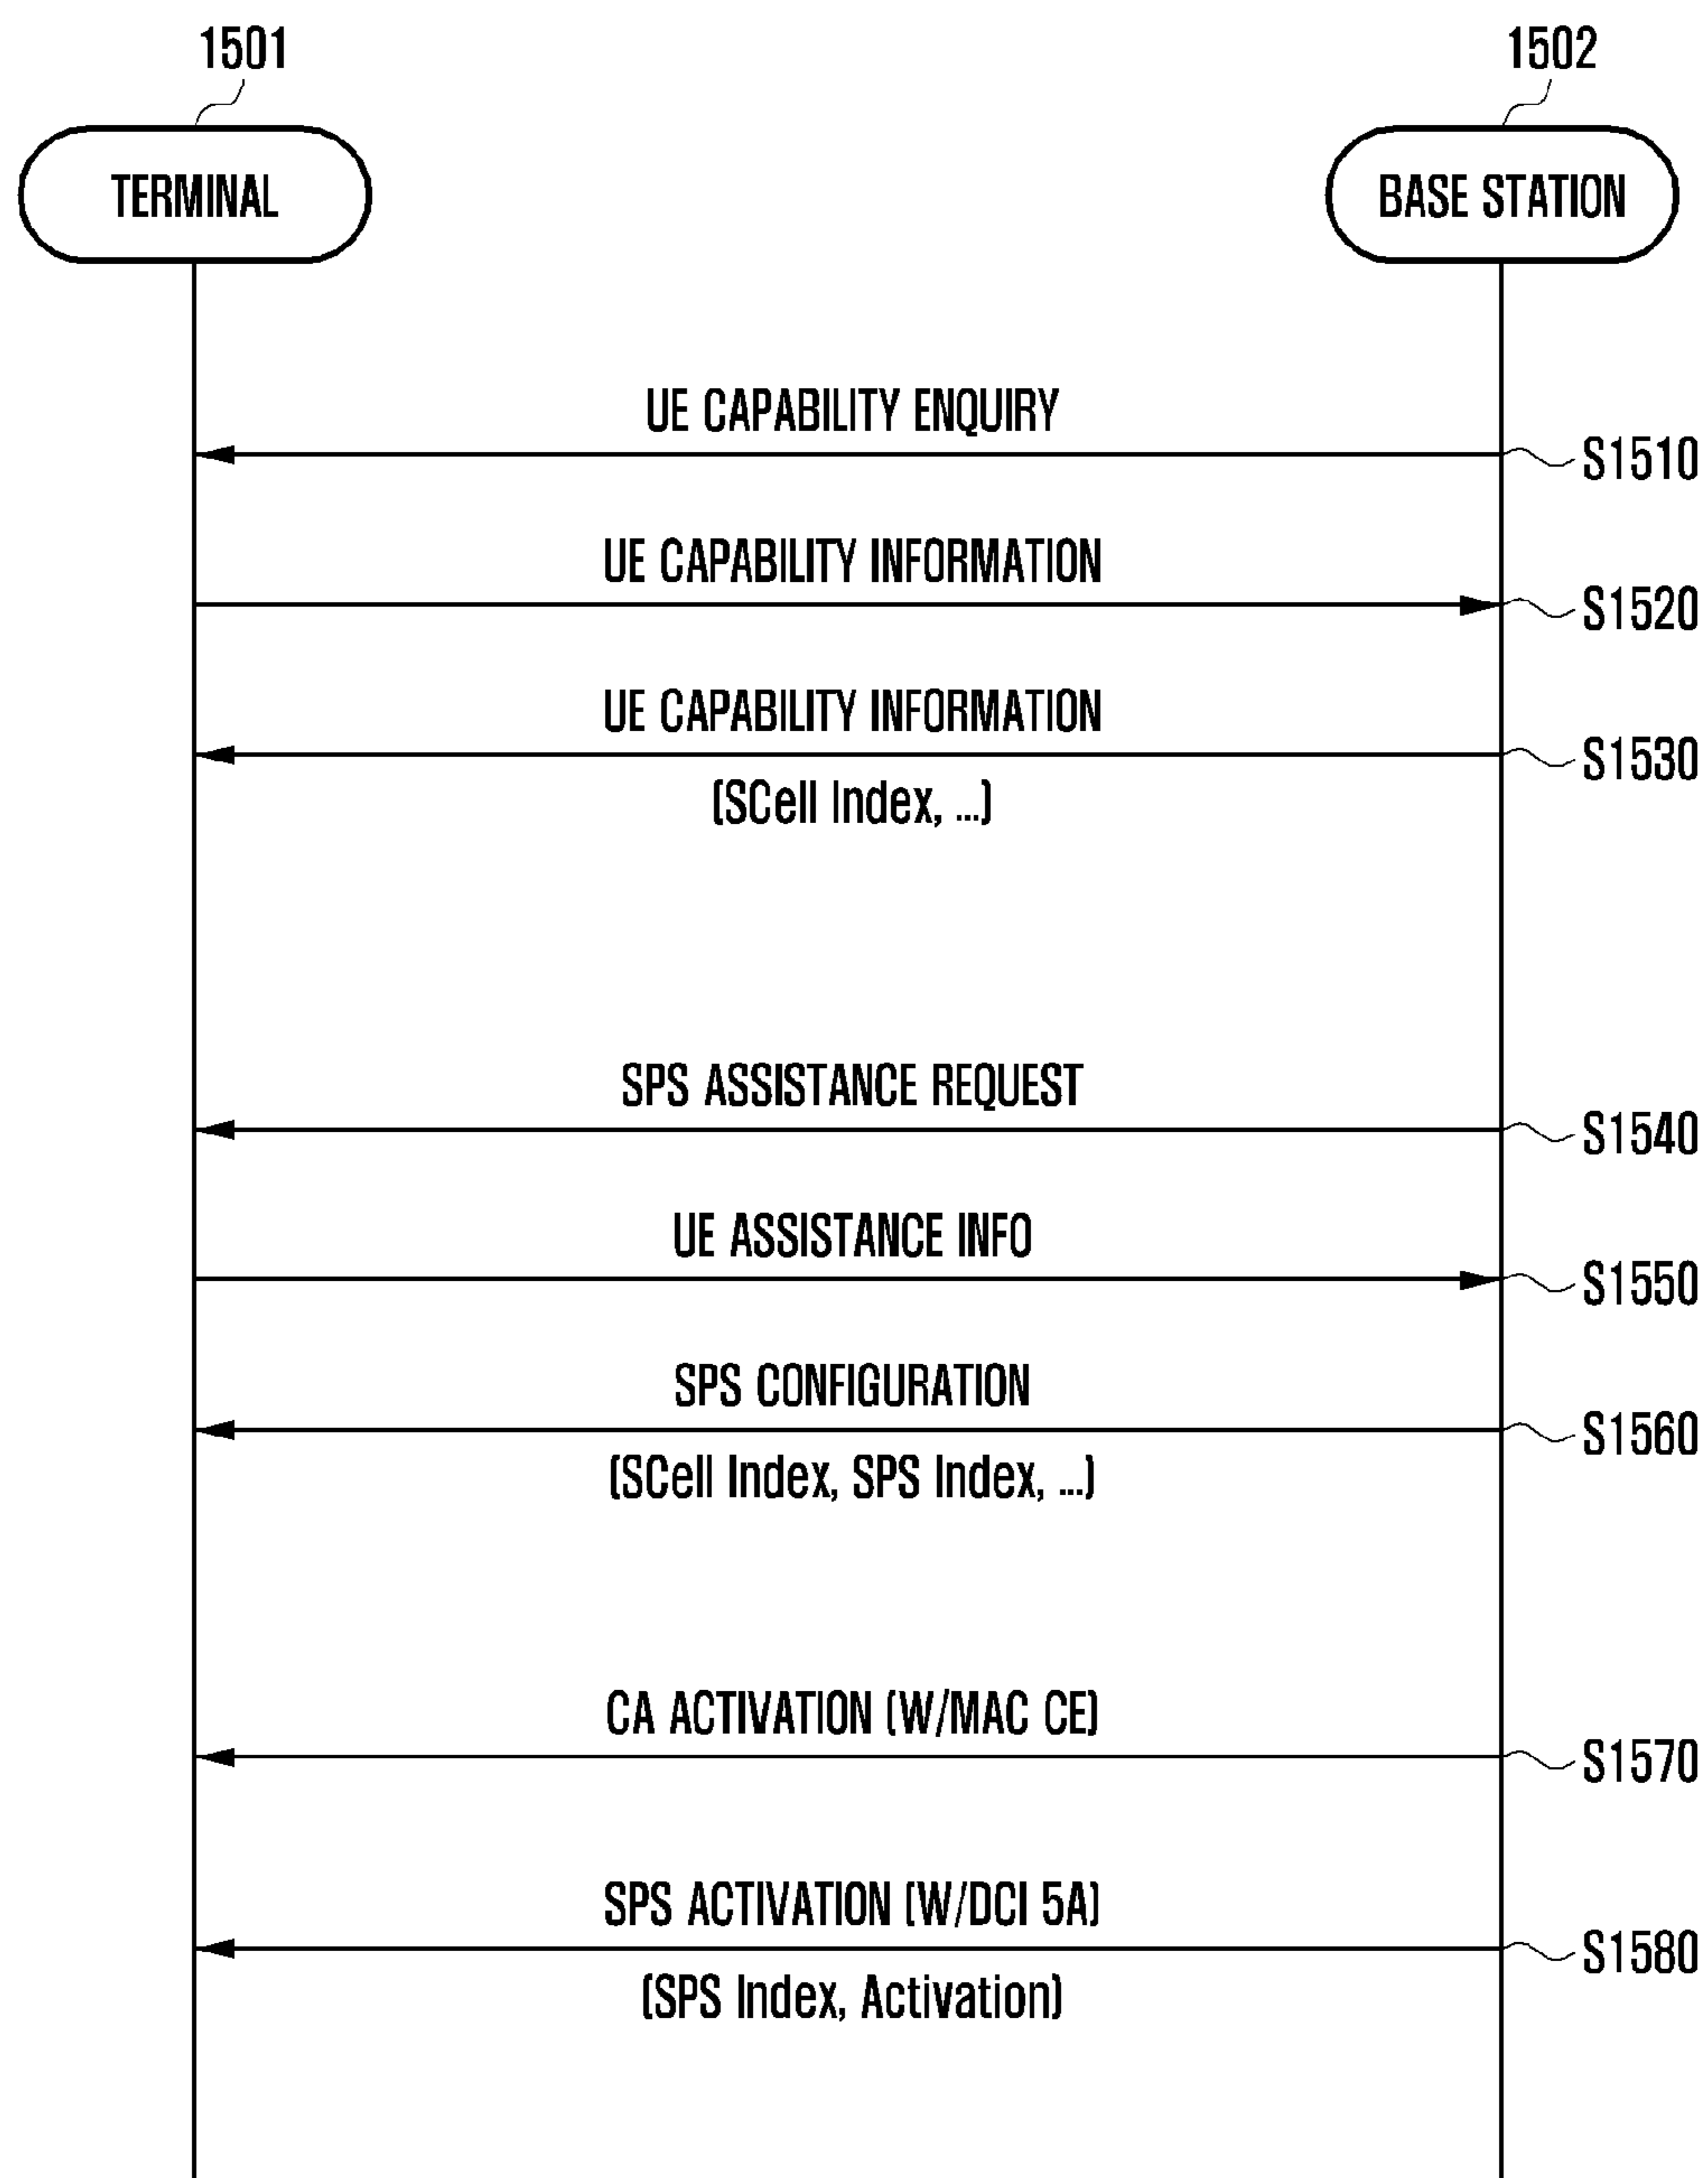 1501
1502
TERMINAL
BASE STATION
UE CAPABILITY ENQUIRY
S1510
UE CAPABILITY INFORMATION
S1520
UE CAPABILITY INFORMATION
S1530
(SCell Index, ...)
SPS ASSISTANCE REQUEST
S1540
UE ASSISTANCE INFO
S1550
SPS CONFIGURATION
S1560
(SCell Index, SPS Index, ...)
CA ACTIVATION (W/MAC CE)
S1570
SPS ACTIVATION (W/DCI 5A)
S1580
(SPS Index, Activation)